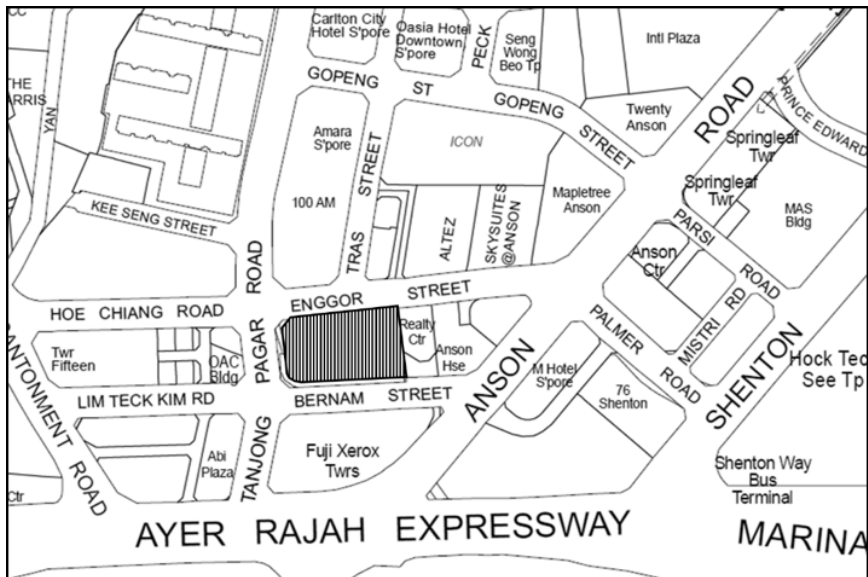 Carlton City
Hotel S'pore
Oasia Hotel
Downtown
S'pore
PECK
Seng
Wong
Beo Tp
Intl Plaza
THE
YAN
GOPENG ST
GOPENG STREET
Twenty
Anson
ROAD
PRINCE EDWARD
Amara
S'pore
100 AM
TRAS STREET
ICON
Springleaf
Twr
Springleaf
Twr
MAS
Bldg
KEE SENG STREET
ALTEZ
SKYSUITES
@ANSON
Mapletree
Anson
PARSI ROAD
Anson
Ctr
HOE CHIANG ROAD
ROAD
ENGGOR STREET
PALMER ROAD
MISTRI RD
SHENTON
Hock Tec
See Tp
Twr
Fifteen
OAC
Bldg
PAGAR
Realty
Ctr
Anson
Hse
ANSON
M Hotel
S'pore
76
Shenton
ANTONMENT ROAD
LIM TECK KIM RD
BERNAM STREET
TANJONG
Abi
Plaza
Fuji Xerox
Twrs
Shenton Way
Bus
Terminal
Ctr
AYER RAJAH EXPRESSWAY
MARINA